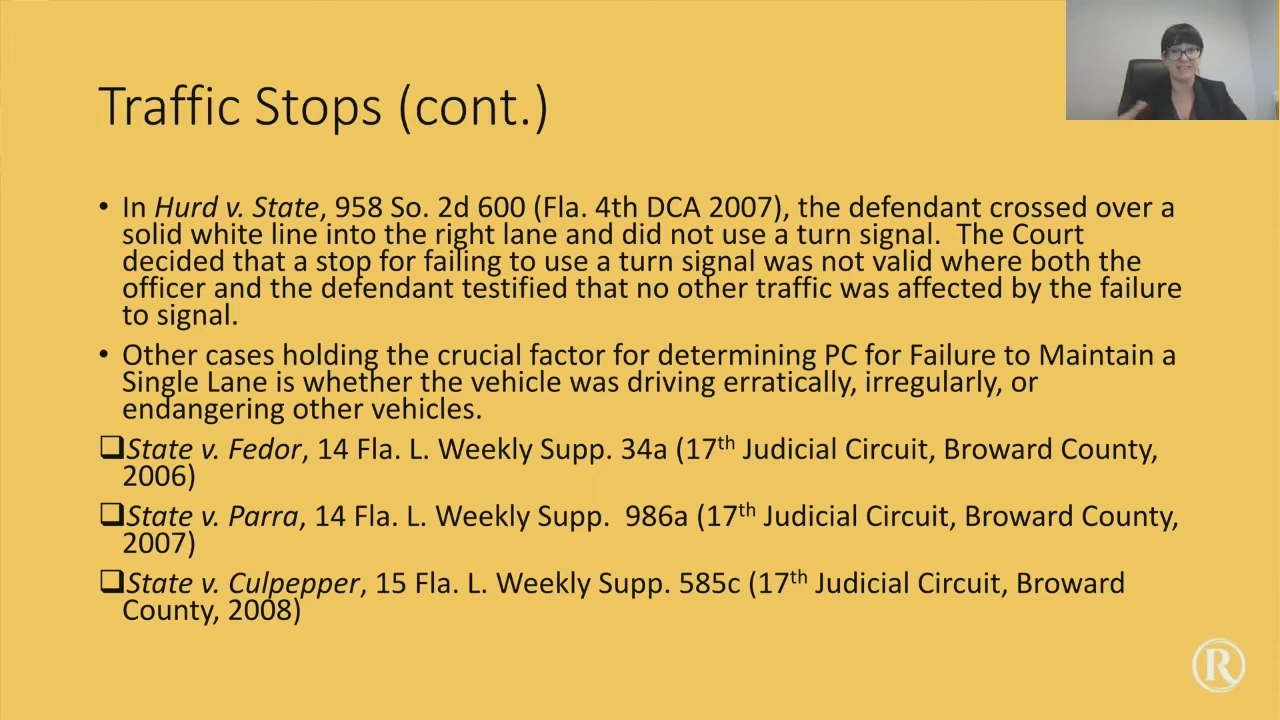 Traffic Stops (cont.)
• In Hurd v. State, 958 So. 2d 600 (Fla. 4th DCA 2007), the defendant crossed over a
solid white line into the right lane and did not use a turn signal.  The Court
decided that a stop for failing to use a turn signal was not valid where both the
officer and the defendant testified that no other traffic was affected by the failure
to signal.
• Other cases holding the crucial factor for determining PC for Failure to Maintain a
Single Lane is whether the vehicle was driving erratically, irregularly, or
endangering other vehicles.
❑State v. Fedor, 14 Fla. L. Weekly Supp. 34a (17th Judicial Circuit, Broward County,
2006)
❑State v. Parra, 14 Fla. L. Weekly Supp.  986a (17th Judicial Circuit, Broward County,
2007)
❑State v. Culpepper, 15 Fla. L. Weekly Supp. 585c (17th Judicial Circuit, Broward
County, 2008)
R